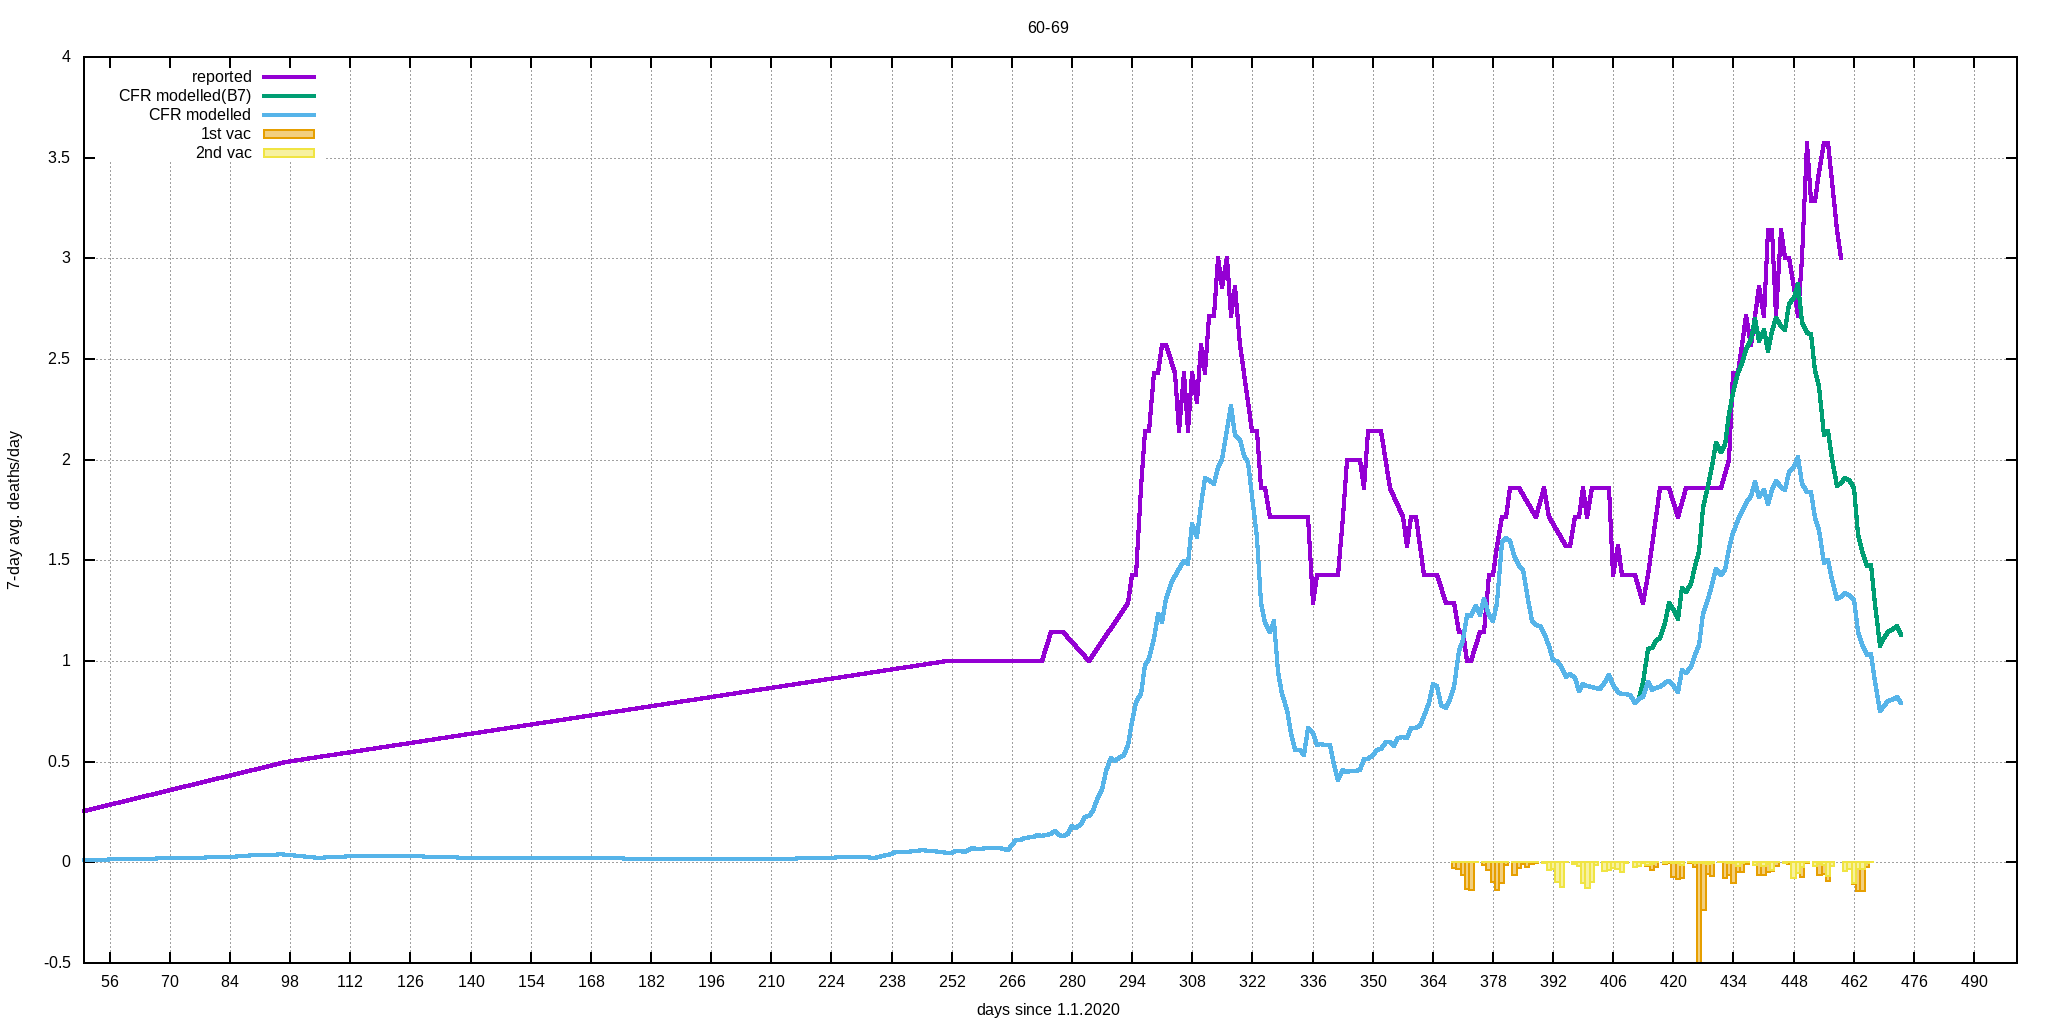 60-69
4
3.5
3
2.5
2
1.5
1
0.5
0
-0.5
7-day avg. deaths/day
reported
CFR modelled(B7)
CFR modelled
1st vac
2nd vac
56 70 84 98 112 126 140 154 168 182 196 210 224 238 252 266 280 294 308 322 336 350 364 378 392 406 420 434 448 462 476 490
days since 1.1.2020